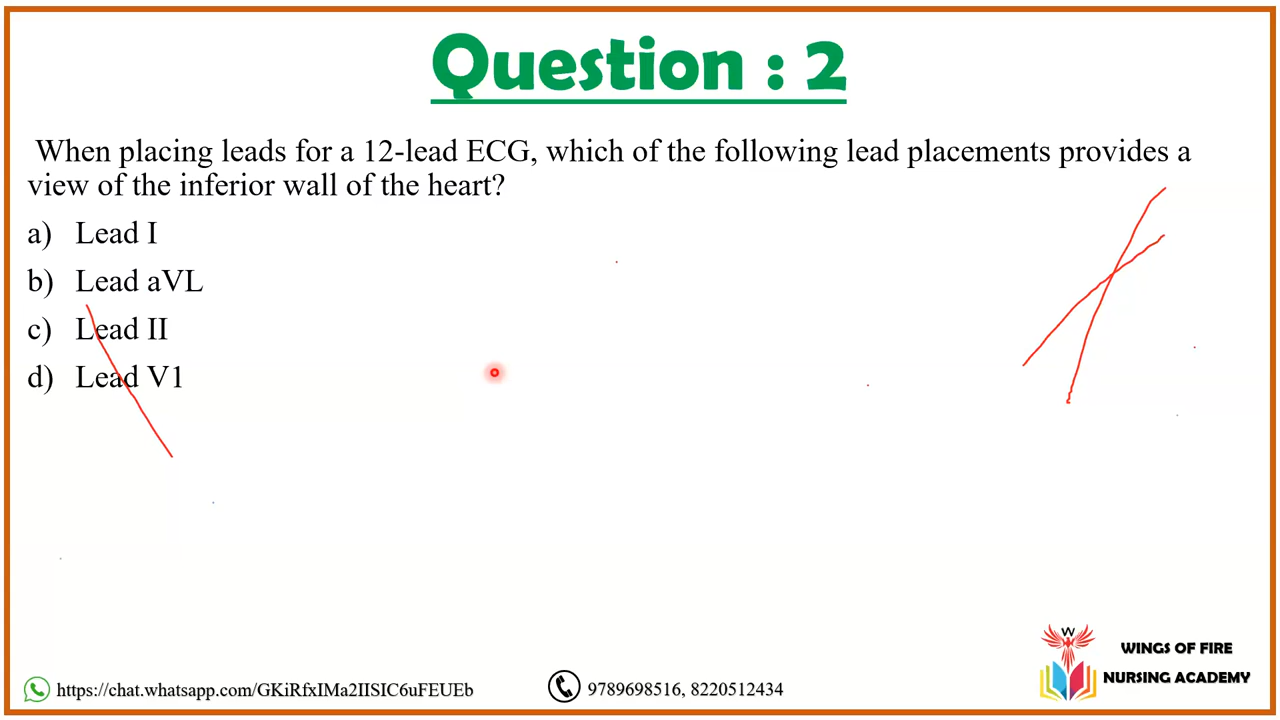 Question : 2
When placing leads for a 12-lead ECG, which of the following lead placements provides a
view of the inferior wall of the heart?
a) Lead I
b) Lead aVL
c) Lead II
d) Lead V1
W
WINGS OF FIRE
NURSING ACADEMY
https://chat.whatsapp.com/GKiRfxIMa2IISIC6uFEUEb
9789698516, 8220512434